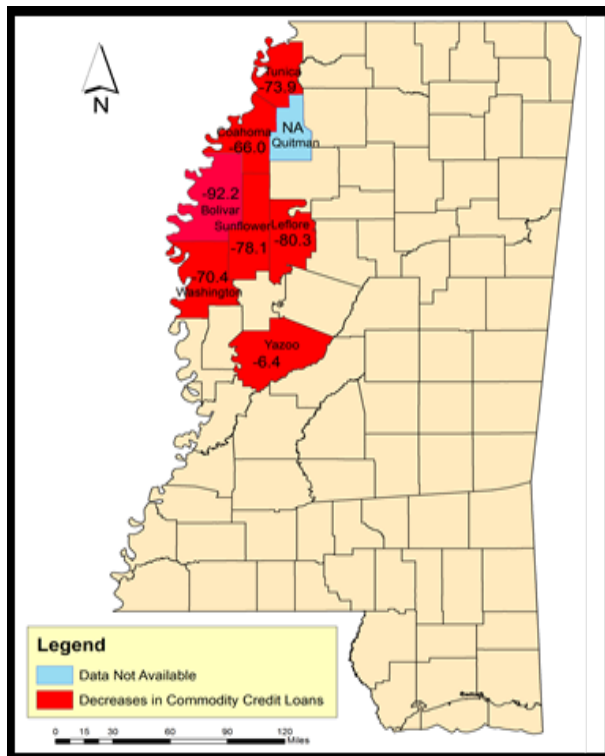 Tunica
-73.9
N
NA
Quitman
Coahoma
-66.0
-92.2
Bolivar
Sunflower
-78.1
Leflore
-80.3
-70.4
Washington
Yazoo
-6.4
Legend
Data Not Available
Decreases in Commodity Credit Loans
0 15 30 60 90 120
Miles